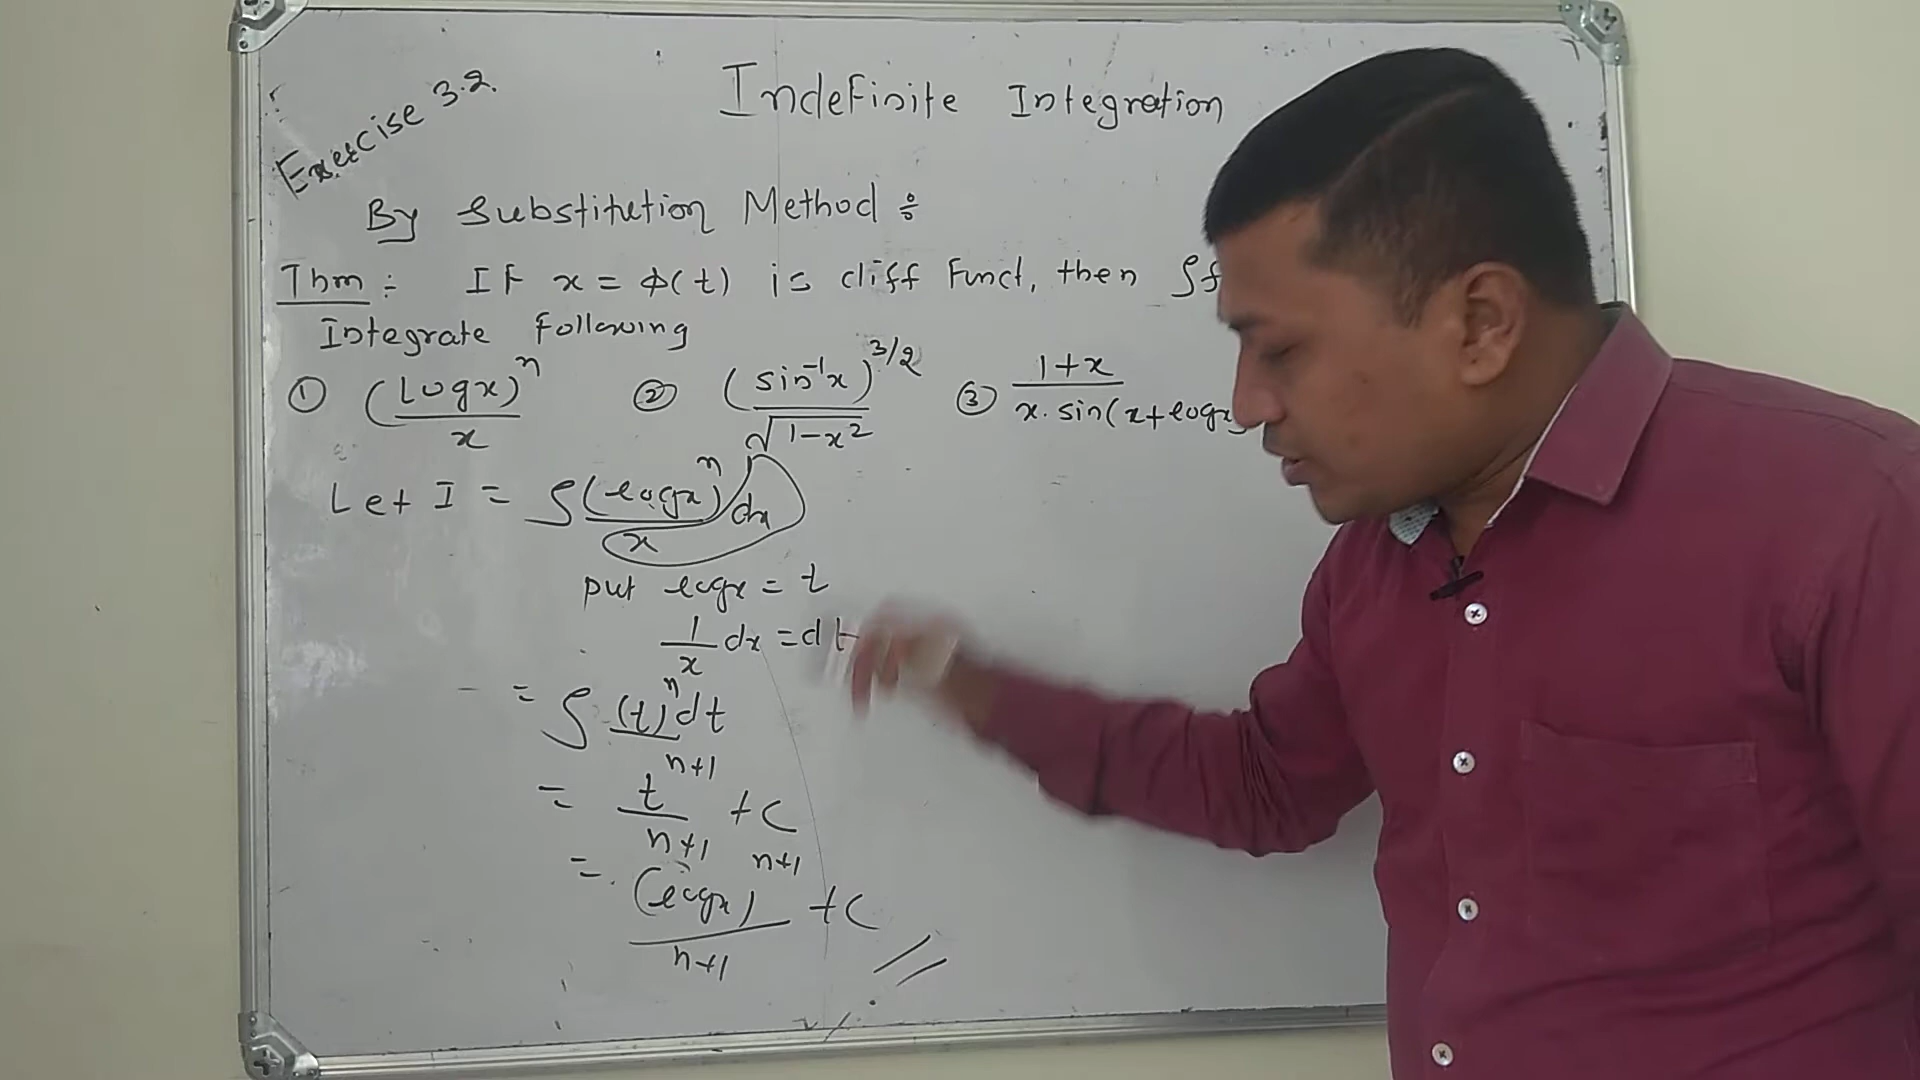 Exercise 3.2.
Indefinite Integration
By Substitution Method :
Thm : If x = φ(t) is diff Funct, then ∫f
Integrate Following
① (logx)^n / x ② (sin⁻¹x)^3/2 / √1-x² ③ 1+x / x.sin(x+logx)
Let I = ∫ (logx)^n / x dx
put logx = t
1/x dx = dt
= ∫ (t)^n dt
= t^n+1 / n+1 + c
= (logx)^n+1 / n+1 + c